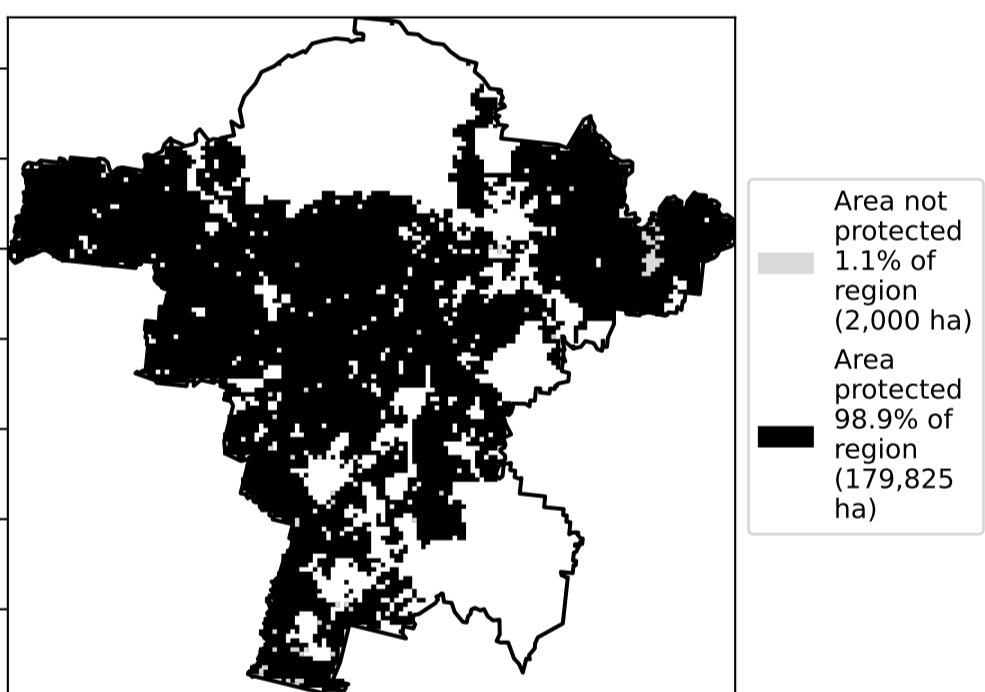 Area not
protected
1.1% of
region
(2,000 ha)
Area
protected
98.9% of
region
(179,825
ha)